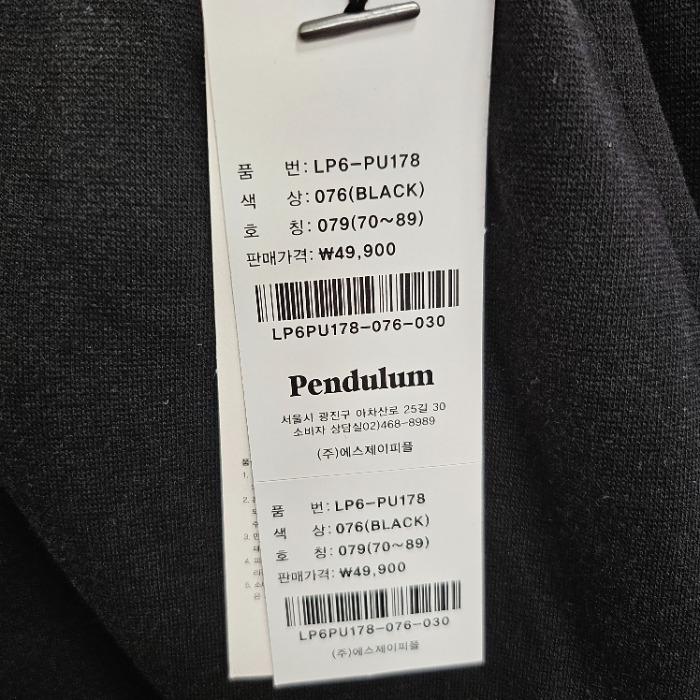 품 번: LP6-PU178
색 상: 076(BLACK)
호 칭: 079(70~89)
판매가격: ₩49,900
LP6PU178-076-030
Pendulum
서울시 광진구 아차산로 25길 30
소비자 상담실02)468-8989
(주)에스제이피플
품 번: LP6-PU178
색 상: 076(BLACK)
호 칭: 079(70~89)
판매가격: ₩49,900
LP6PU178-076-030
(주)에스제이피플